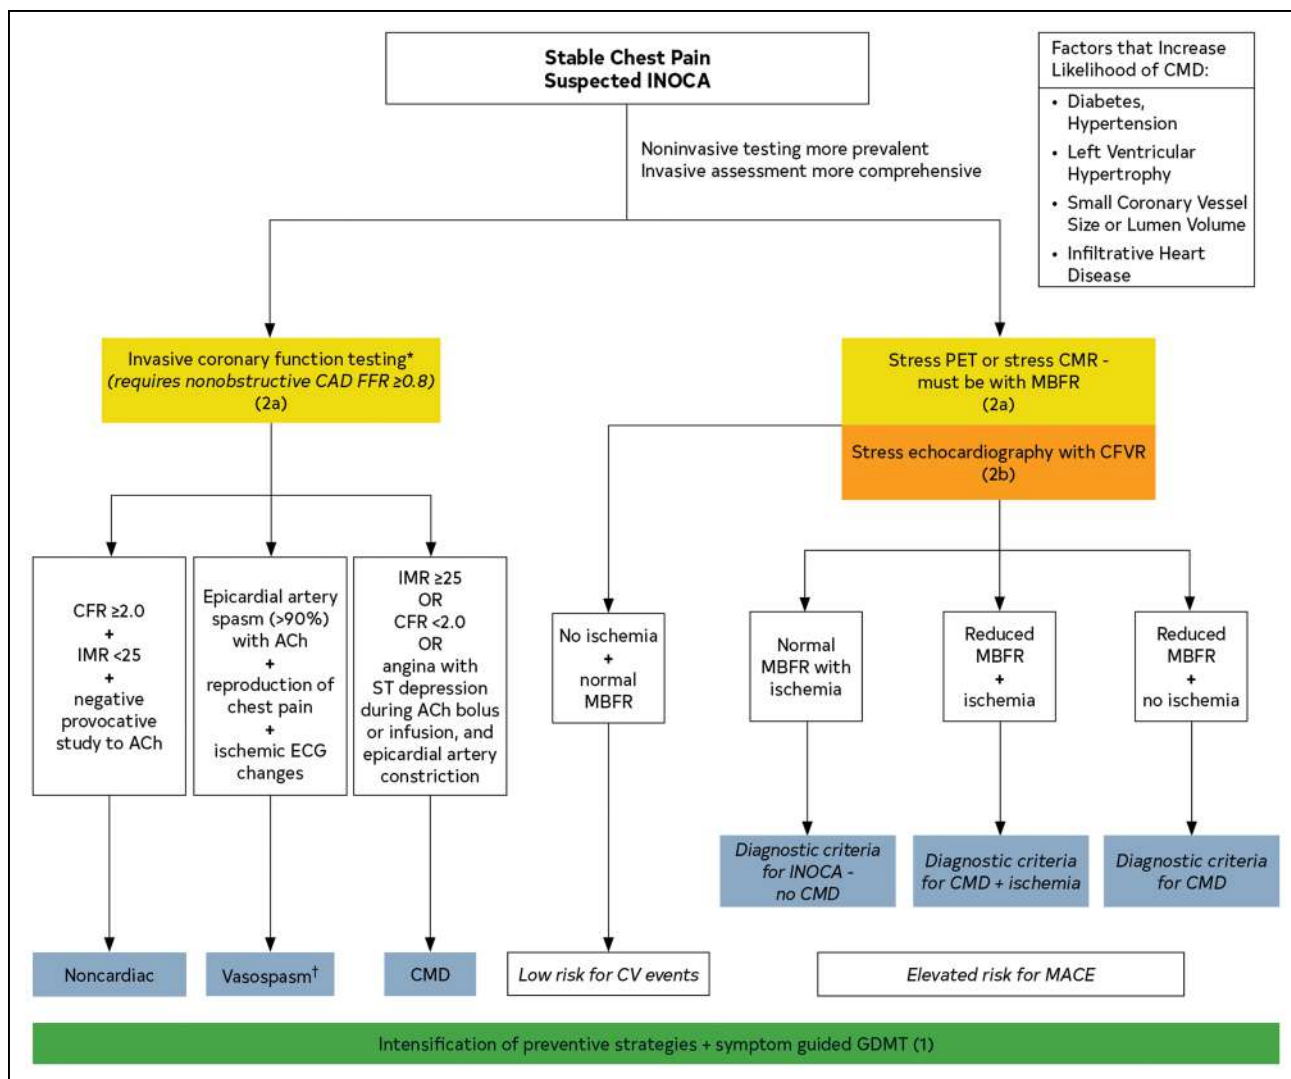 Stable Chest Pain
Suspected INOCA
Factors that Increase
Likelihood of CMD:
• Diabetes,
Hypertension
• Left Ventricular
Hypertrophy
• Small Coronary Vessel
Size or Lumen Volume
• Infiltrative Heart
Disease
Noninvasive testing more prevalent
Invasive assessment more comprehensive
Invasive coronary function testing*
(requires nonobstructive CAD FFR ≥0.8)
(2a)
Stress PET or stress CMR -
must be with MBFR
(2a)
Stress echocardiography with CFVR
(2b)
CFR ≥2.0
+
IMR <25
+
negative
provocative
study to ACh
Epicardial artery
spasm (>90%)
with ACh
+
reproduction of
chest pain
+
ischemic ECG
changes
IMR ≥25
OR
CFR <2.0
OR
angina with
ST depression
during ACh bolus
or infusion, and
epicardial artery
constriction
No ischemia
+
normal
MBFR
Normal
MBFR with
ischemia
Reduced
MBFR
+
ischemia
Reduced
MBFR
+
no ischemia
Diagnostic criteria
for INOCA -
no CMD
Diagnostic criteria
for CMD + ischemia
Diagnostic criteria
for CMD
Noncardiac
Vasospasm†
CMD
Low risk for CV events
Elevated risk for MACE
Intensification of preventive strategies + symptom guided GDMT (1)